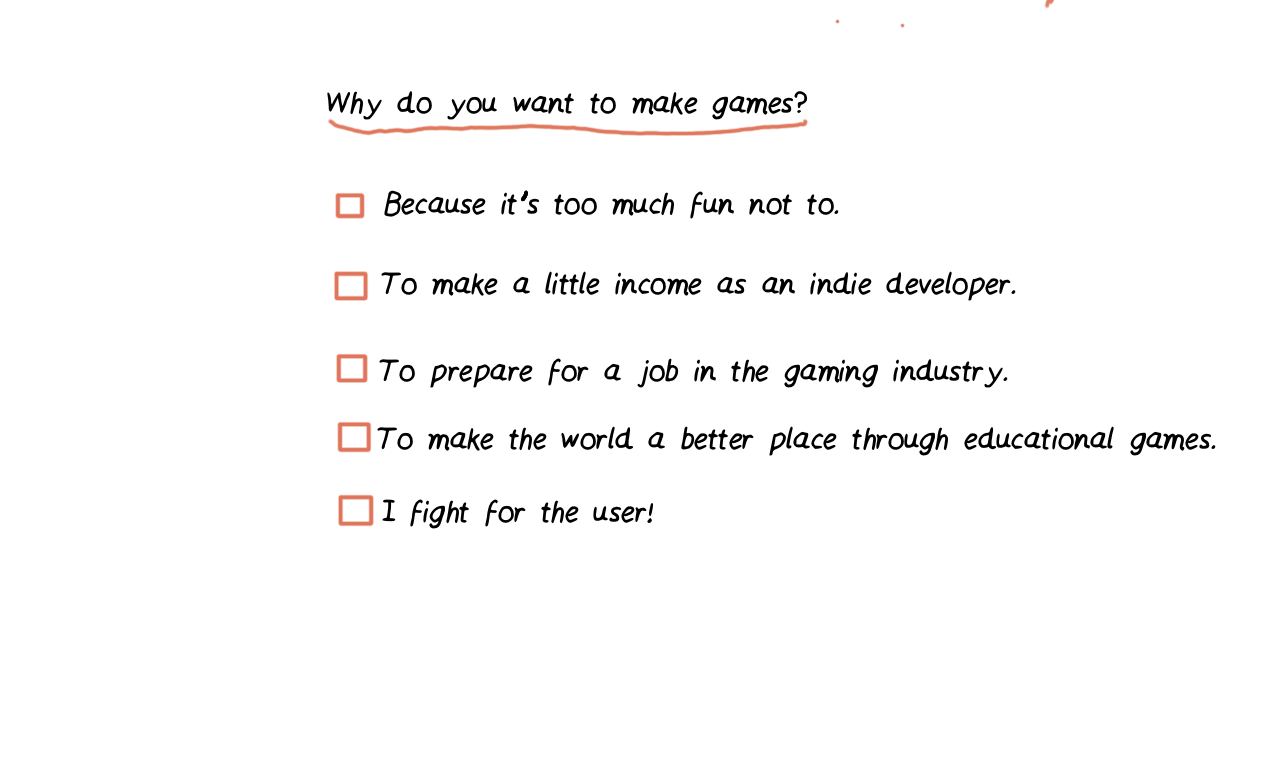 Why do you want to make games?
Because it's too much fun not to.
To make a little income as an indie developer.
To prepare for a job in the gaming industry.
To make the world a better place through educational games.
I fight for the user!